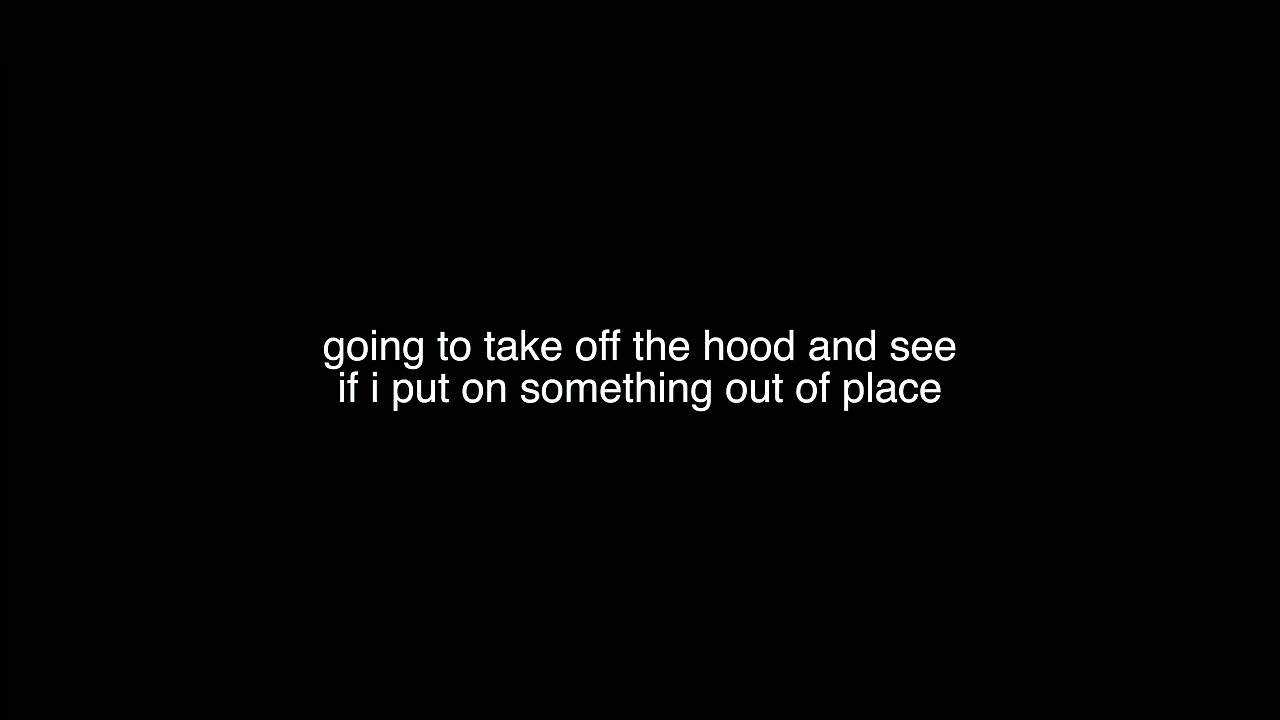 going to take off the hood and see
if i put on something out of place